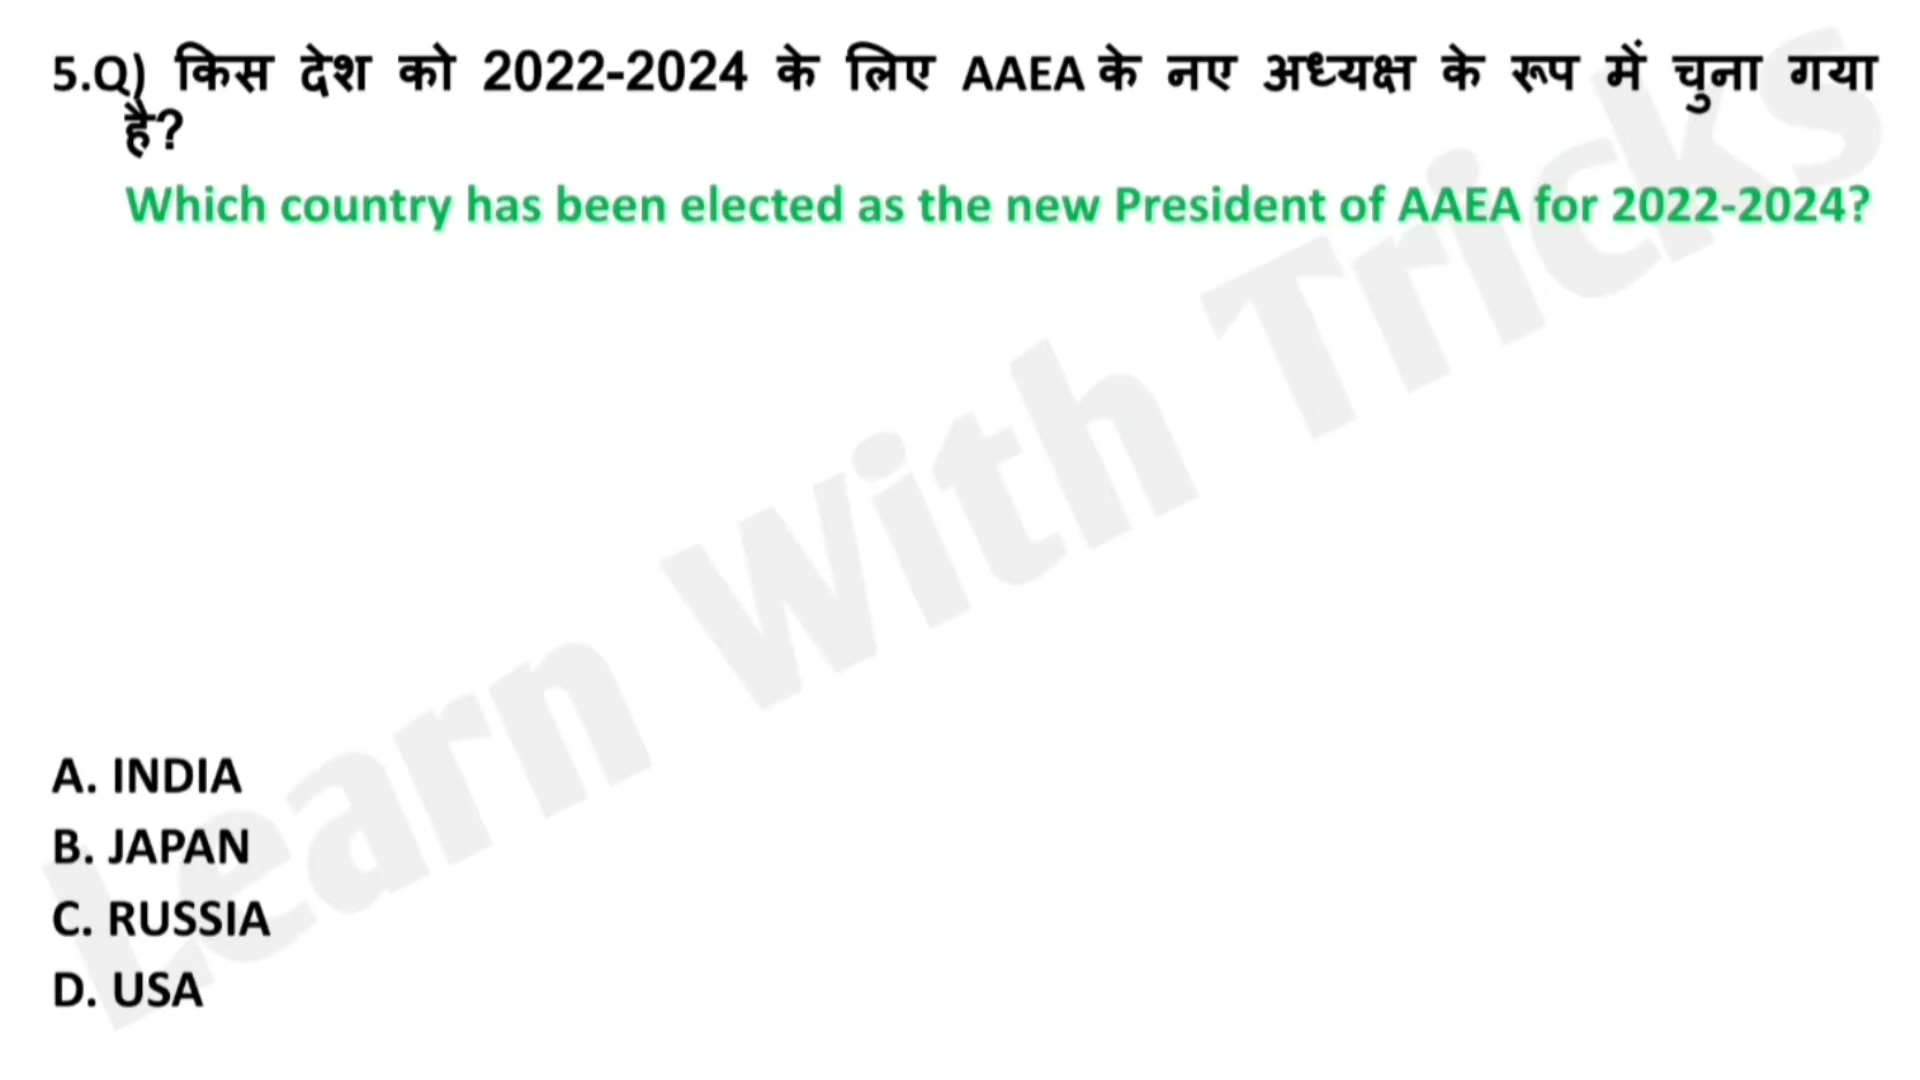 5.Q) किस देश को 2022-2024 के लिए AAEA के नए अध्यक्ष के रूप में चुना गया
है?
Which country has been elected as the new President of AAEA for 2022-2024?
Learn With Tricks
A. INDIA
B. JAPAN
C. RUSSIA
D. USA